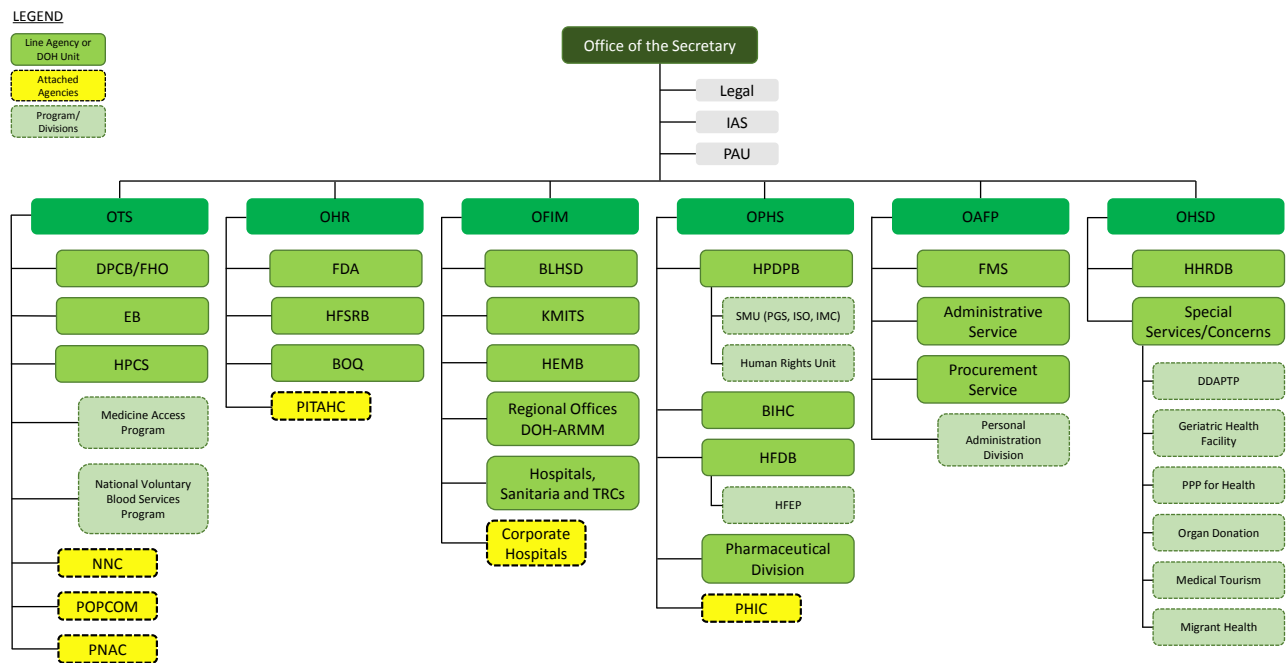 LEGEND
Line Agency or
DOH Unit
Attached
Agencies
Program/
Divisions
Office of the Secretary
Legal
IAS
PAU
OTS
DPCB/FHO
EB
HPCS
Medicine Access
Program
National Voluntary
Blood Services
Program
NNC
POPCOM
PNAC
OHR
FDA
HFSRB
BOQ
PITAHC
OFIM
BLHSD
KMITS
HEMB
Regional Offices
DOH-ARMM
Hospitals,
Sanitaria and TRCs
Corporate
Hospitals
OPHS
HPDPB
SMU (PGS, ISO, IMC)
Human Rights Unit
BIHC
HFDB
HFEP
Pharmaceutical
Division
PHIC
OAFP
FMS
Administrative
Service
Procurement
Service
Personal
Administration
Division
OHSD
HHRDB
Special
Services/Concerns
DDAPTP
Geriatric Health
Facility
PPP for Health
Organ Donation
Medical Tourism
Migrant Health